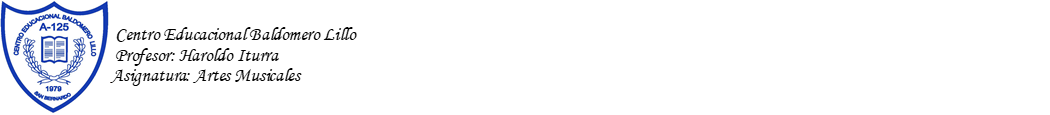 CENTRO EDUCACIONAL BALDOMERO LILLO
A-125
1979
SAN BERNARDO
Centro Educacional Baldomero Lillo
Profesor: Haroldo Iturra
Asignatura: Artes Musicales